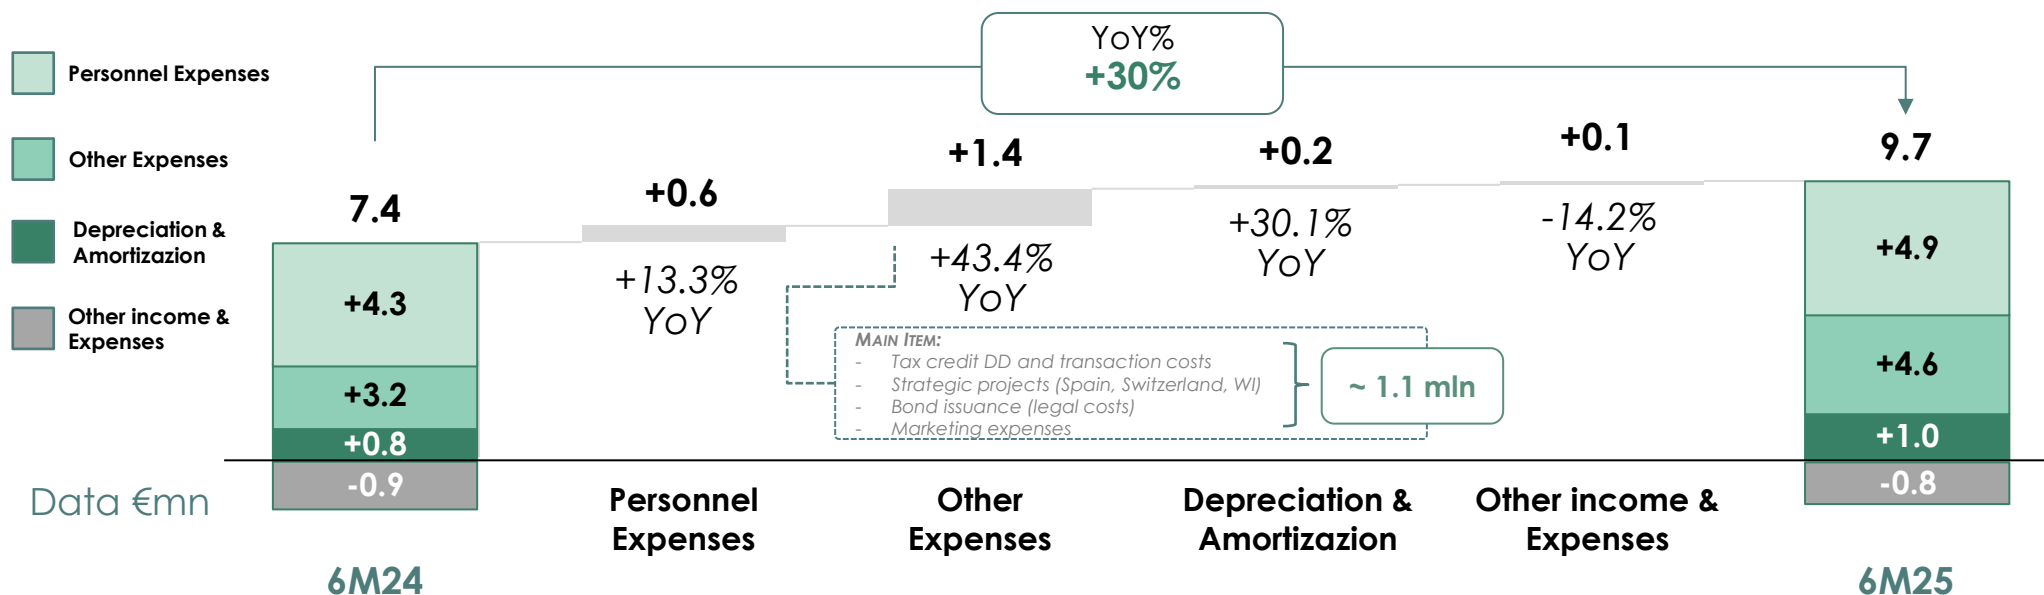 Personnel Expenses
Other Expenses
Depreciation &
Amortizazion
Other income &
Expenses
Data €mn
YoY%
+30%
7.4
+4.3
+3.2
+0.8
-0.9
6M24
+0.6
+13.3%
YoY
Personnel
Expenses
+1.4
+43.4%
YoY
Other
Expenses
MAIN ITEM:
- Tax credit DD and transaction costs
- Strategic projects (Spain, Switzerland, WI)
- Bond issuance (legal costs)
- Marketing expenses
~ 1.1 mln
+0.2
+30.1%
YoY
Depreciation &
Amortizazion
+0.1
-14.2%
YoY
Other income &
Expenses
9.7
+4.9
+4.6
+1.0
-0.8
6M25